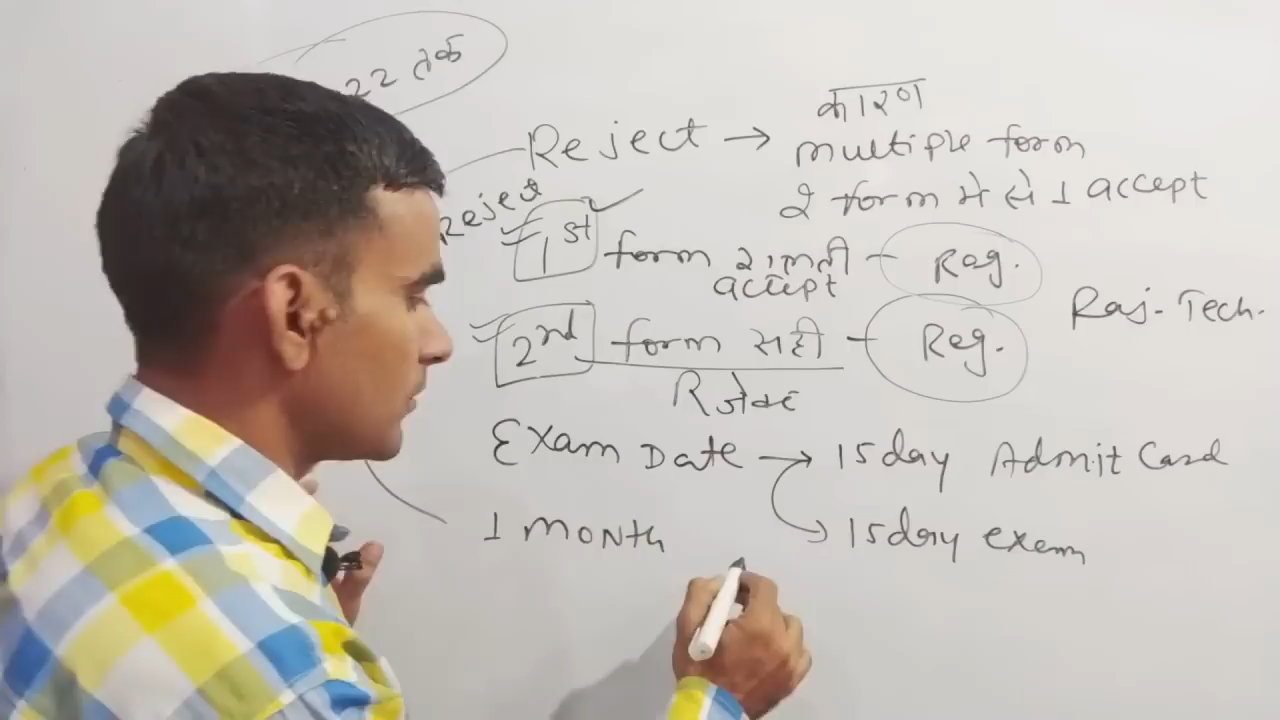 22 तक
कारण
Reject → multiple form
2 form में से 1 accept
Reject
1st form गलती - Reg.
accept
Raj. Tech.
2nd form सही - Reg.
Exam Date → 15 day Admit Card
1 Month 15 day exam